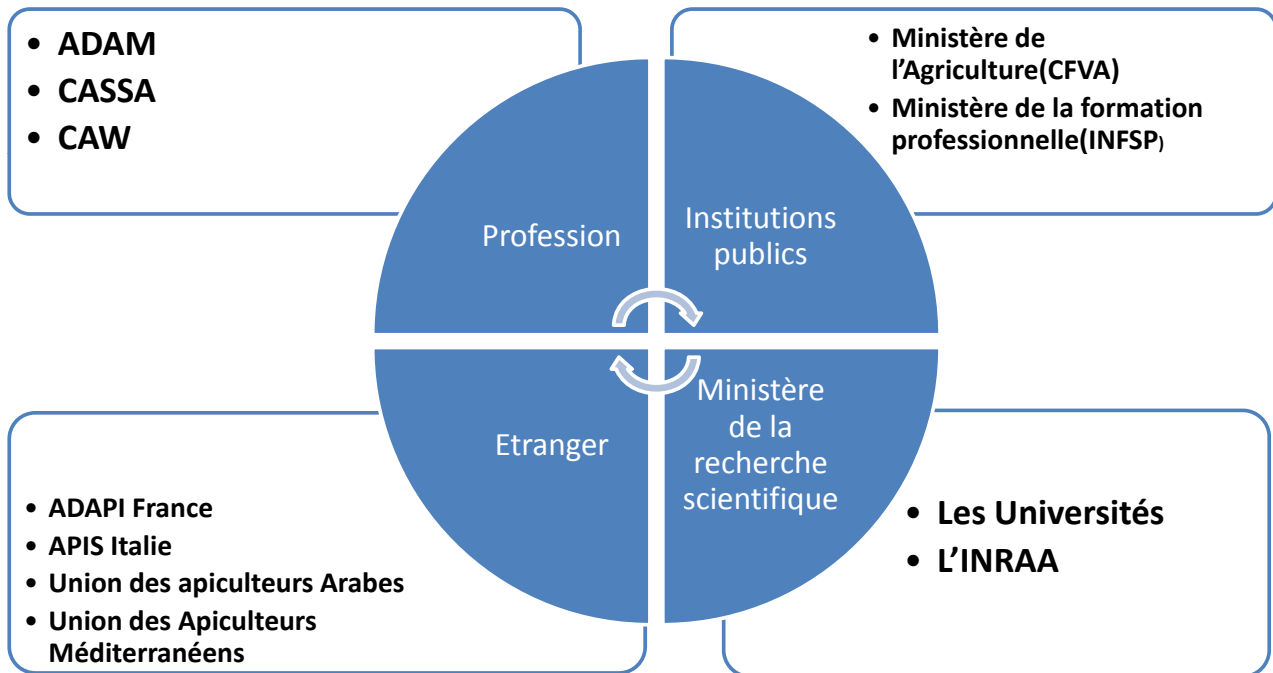 • ADAM
• CASSA
• CAW
• Ministère de
l’Agriculture(CFVA)
• Ministère de la formation
professionnelle(INFSP)
Profession
Institutions
publics
Etranger
Ministère
de la
recherche
scientifique
• ADAPI France
• APIS Italie
• Union des apiculteurs Arabes
• Union des Apiculteurs
Méditerranéens
• Les Universités
• L’INRAA